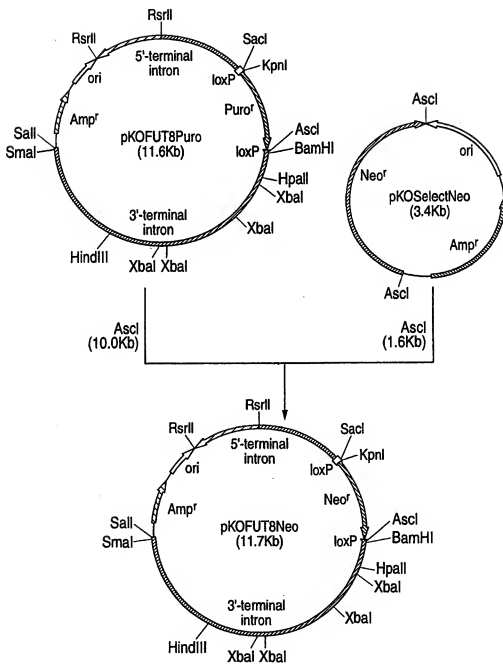 RsrII
RsrII
SacI
KpnI
5'-terminal
intron
loxP
ori
Ampʳ
Puroʳ
SalI
SmaI
pKOFUT8Puro
(11.6Kb)
loxP
AscI
BamHI
HpaII
XbaI
XbaI
3'-terminal
intron
HindIII
XbaI XbaI
AscI
ori
Neoʳ
pKOSelectNeo
(3.4Kb)
Ampʳ
AscI
AscI
(10.0Kb)
AscI
(1.6Kb)
RsrII
RsrII
SacI
KpnI
5'-terminal
intron
loxP
ori
Ampʳ
Neoʳ
SalI
SmaI
pKOFUT8Neo
(11.7Kb)
loxP
AscI
BamHI
HpaII
XbaI
XbaI
3'-terminal
intron
HindIII
XbaI XbaI